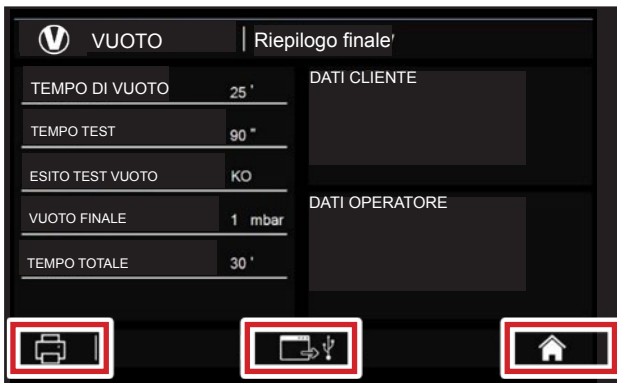 V VUOTO Riepilogo finale
TEMPO DI VUOTO 25 '
TEMPO TEST 90 "
ESITO TEST VUOTO KO
VUOTO FINALE 1 mbar
TEMPO TOTALE 30 '
DATI CLIENTE
DATI OPERATORE